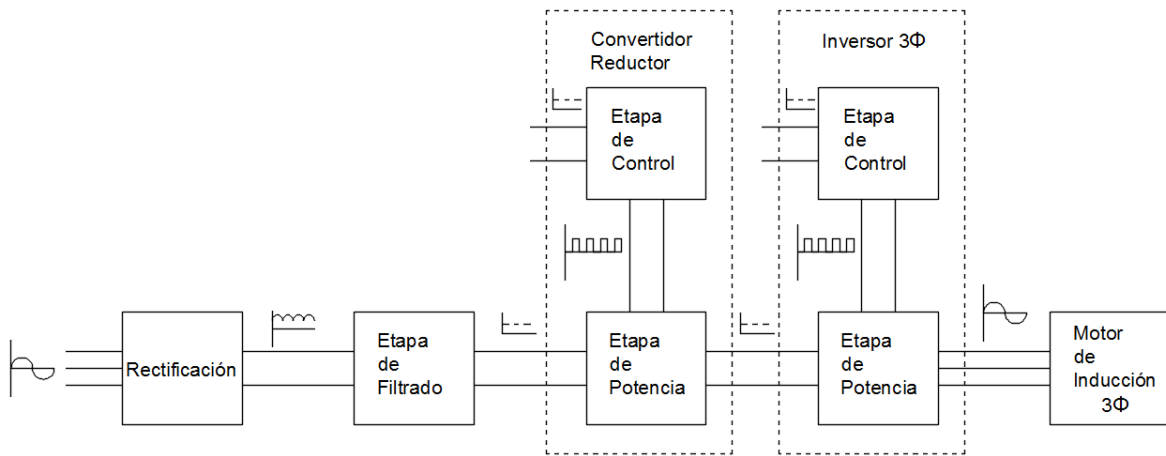 Convertidor
Reductor
Inversor 3Φ
Etapa
de
Control
Etapa
de
Control
Rectificación
Etapa
de
Filtrado
Etapa
de
Potencia
Etapa
de
Potencia
Motor
de
Inducción
3Φ